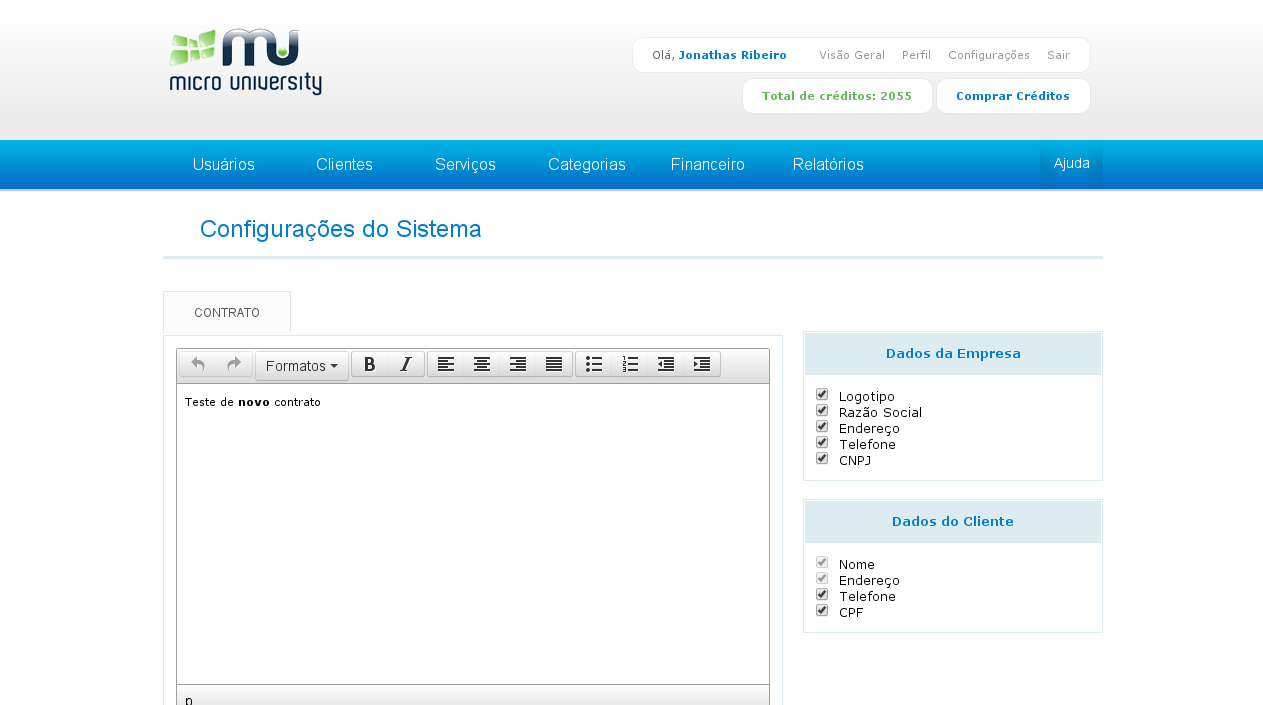 micro university
Olá, Jonathas Ribeiro Visão Geral Perfil Configurações Sair
Total de créditos: 2055 Comprar Créditos
Usuários Clientes Serviços Categorias Financeiro Relatórios Ajuda
Configurações do Sistema
CONTRATO
Formatos B I
Teste de novo contrato
p
Dados da Empresa
Logotipo
Razão Social
Endereço
Telefone
CNPJ
Dados do Cliente
Nome
Endereço
Telefone
CPF